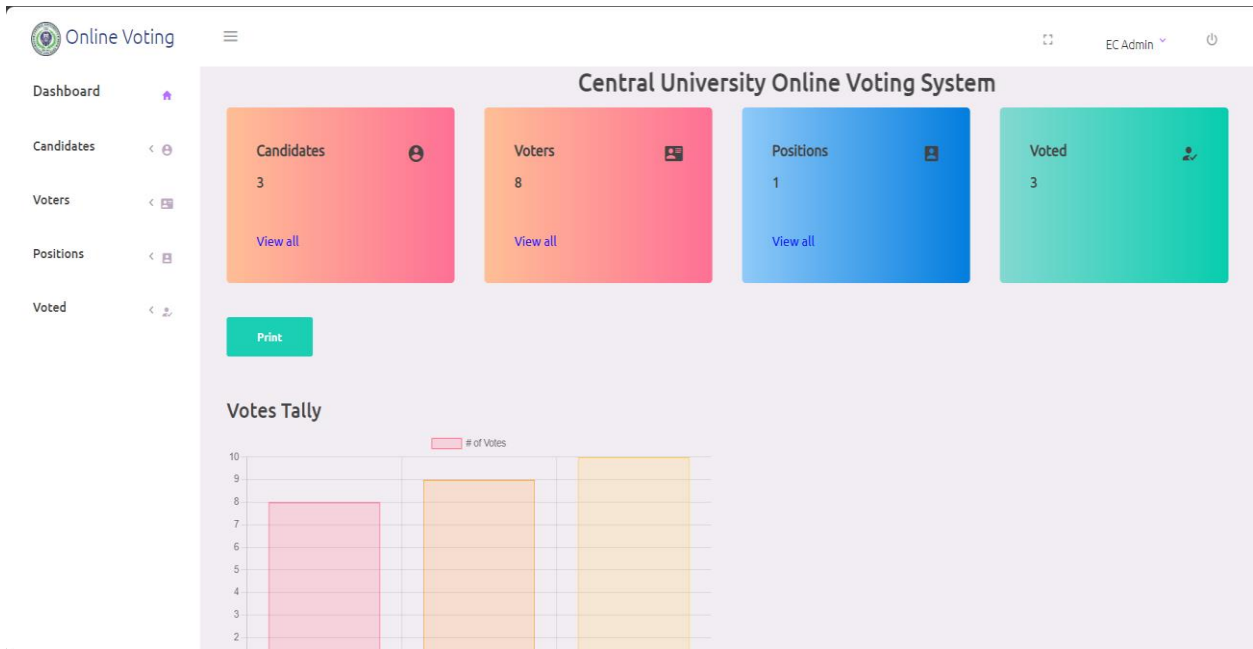 Online Voting
EC Admin
Dashboard
Candidates
Voters
Positions
Voted
Central University Online Voting System
Candidates
3
View all
Voters
8
View all
Positions
1
View all
Voted
3
Print
Votes Tally
# of Votes
10
9
8
7
6
5
4
3
2